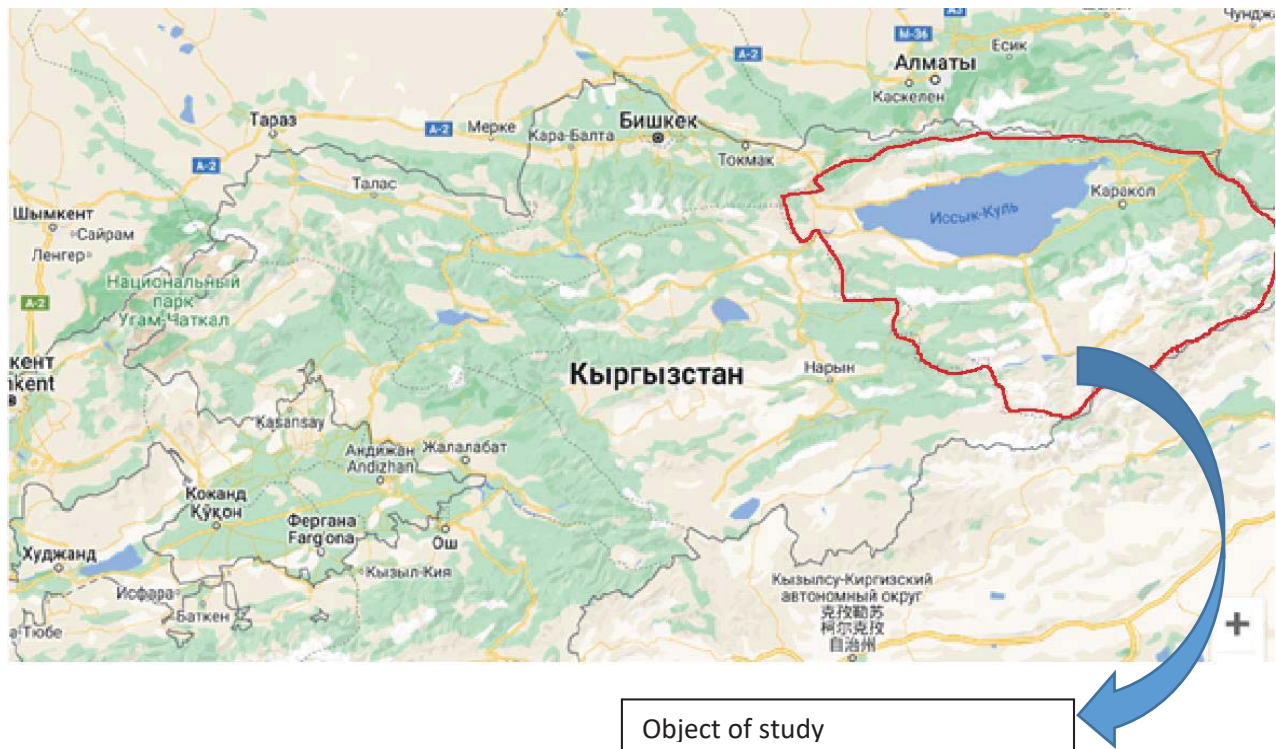 Чундж
М-36
Есик
А-2
Алматы
Каскелен
Тараз
А-2
Мерке
Кара-Балта
Бишкек
Токмак
А-2
Талас
Каракол
Шымкент
Сайрам
Ленгер
Иссык-Куль
Национальный
парк
Угам-Чаткал
А-2
кент
nkent
Кыргызстан
Нарын
Kasansay
Андижан
Andizhan
Жалалабат
Коканд
Қўқон
Фергана
Farg'ona
Ош
Худжанд
Кызыл-Кия
Исфара
Баткен
а-Тюбе
Кызылсу-Киргизский
автономный округ
克孜勒苏
柯尔克孜
自治州
+
Object of study